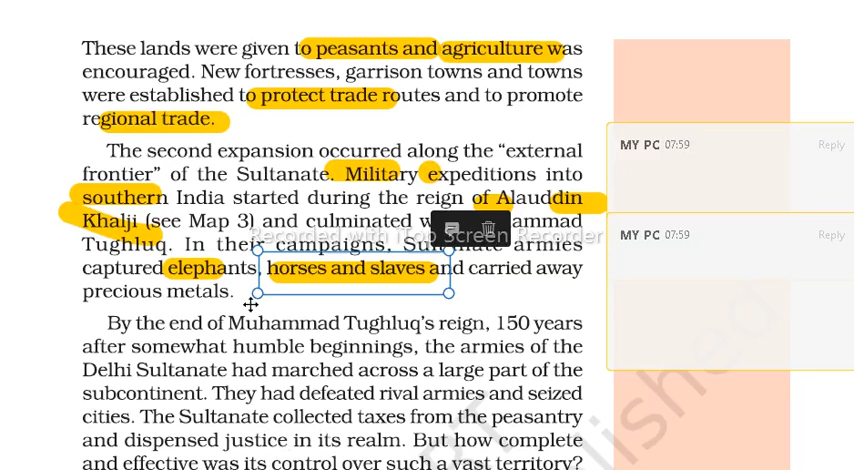 These lands were given to peasants and agriculture was
encouraged. New fortresses, garrison towns and towns
were established to protect trade routes and to promote
regional trade.
The second expansion occurred along the “external
frontier” of the Sultanate. Military expeditions into
southern India started during the reign of Alauddin
Khalji (see Map 3) and culminated w ammad
Tughluq. In their campaigns, Sultanate armies
captured elephants, horses and slaves and carried away
precious metals.
By the end of Muhammad Tughluq’s reign, 150 years
after somewhat humble beginnings, the armies of the
Delhi Sultanate had marched across a large part of the
subcontinent. They had defeated rival armies and seized
cities. The Sultanate collected taxes from the peasantry
and dispensed justice in its realm. But how complete
and effective was its control over such a vast territory?
Recorded with iTop Screen Recorder
MY PC 07:59 Reply
MY PC 07:59 Reply